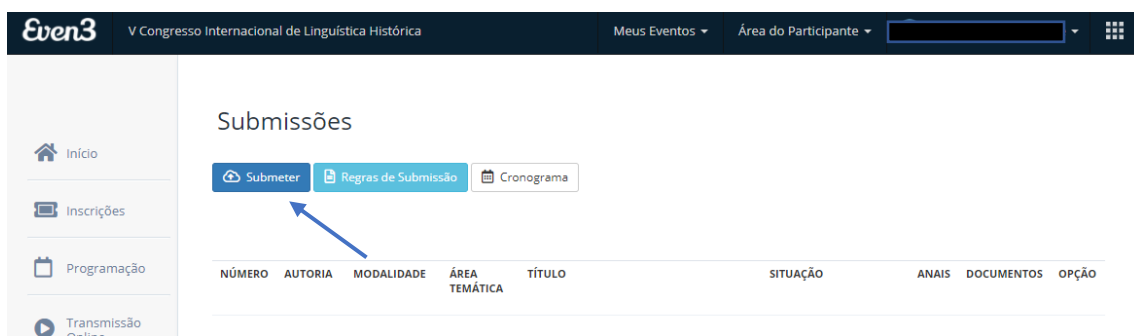 Even3 V Congresso Internacional de Linguística Histórica Meus Eventos Área do Participante
Submissões
Início
Submeter Regras de Submissão Cronograma
Inscrições
Programação
NÚMERO AUTORIA MODALIDADE ÁREA TEMÁTICA TÍTULO SITUAÇÃO ANAIS DOCUMENTOS OPÇÃO
Transmissão
Online